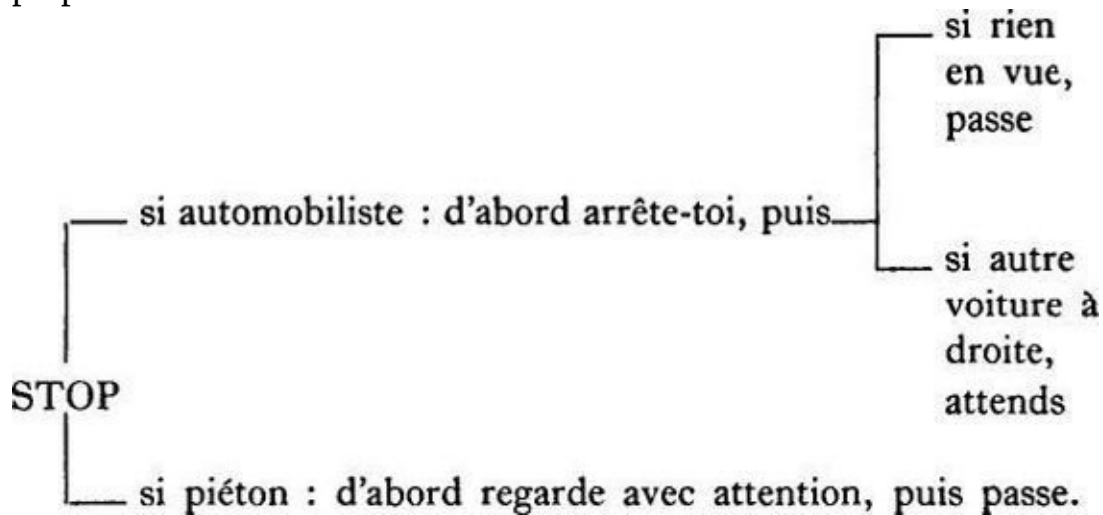 si rien
en vue,
passe
si automobiliste : d'abord arrête-toi, puis
si autre
voiture à
droite,
attends
STOP
si piéton : d'abord regarde avec attention, puis passe.